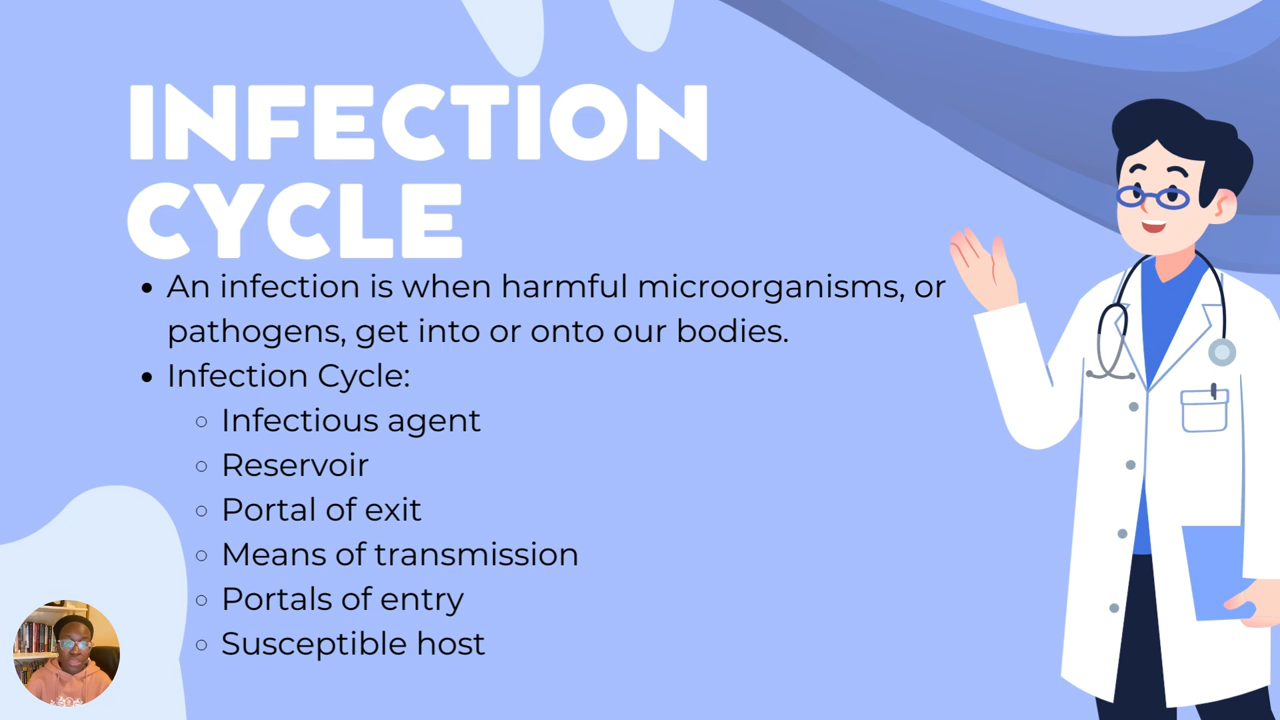 INFECTION
CYCLE
• An infection is when harmful microorganisms, or
pathogens, get into or onto our bodies.
• Infection Cycle:
○ Infectious agent
○ Reservoir
○ Portal of exit
○ Means of transmission
○ Portals of entry
○ Susceptible host